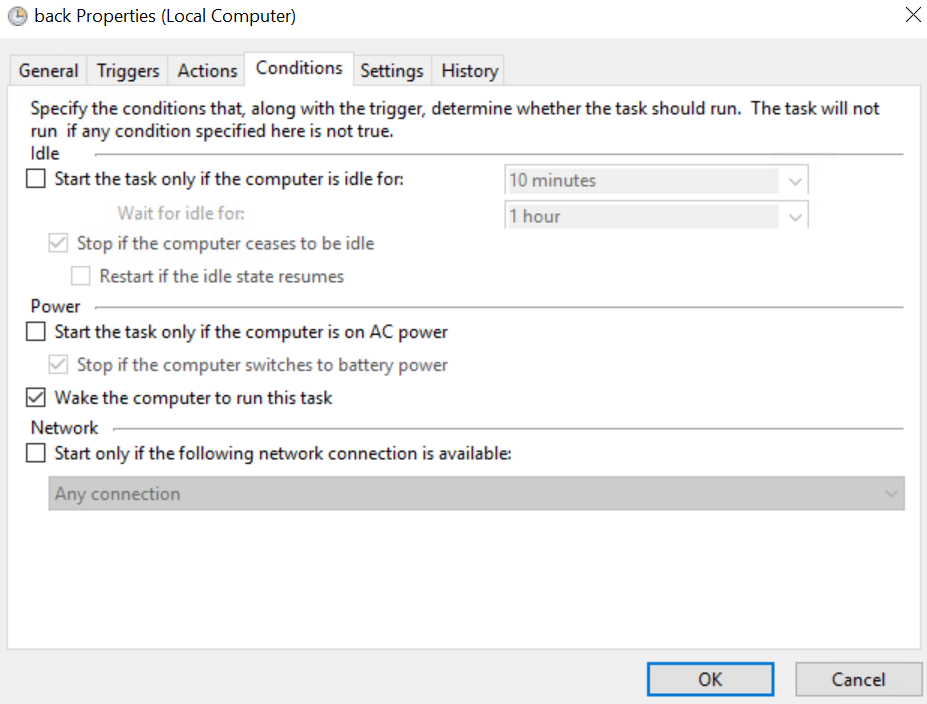 back Properties (Local Computer)
General Triggers Actions Conditions Settings History
Specify the conditions that, along with the trigger, determine whether the task should run. The task will not
run if any condition specified here is not true.
Idle
Start the task only if the computer is idle for: 10 minutes
Wait for idle for: 1 hour
Stop if the computer ceases to be idle
Restart if the idle state resumes
Power
Start the task only if the computer is on AC power
Stop if the computer switches to battery power
Wake the computer to run this task
Network
Start only if the following network connection is available:
Any connection
OK Cancel